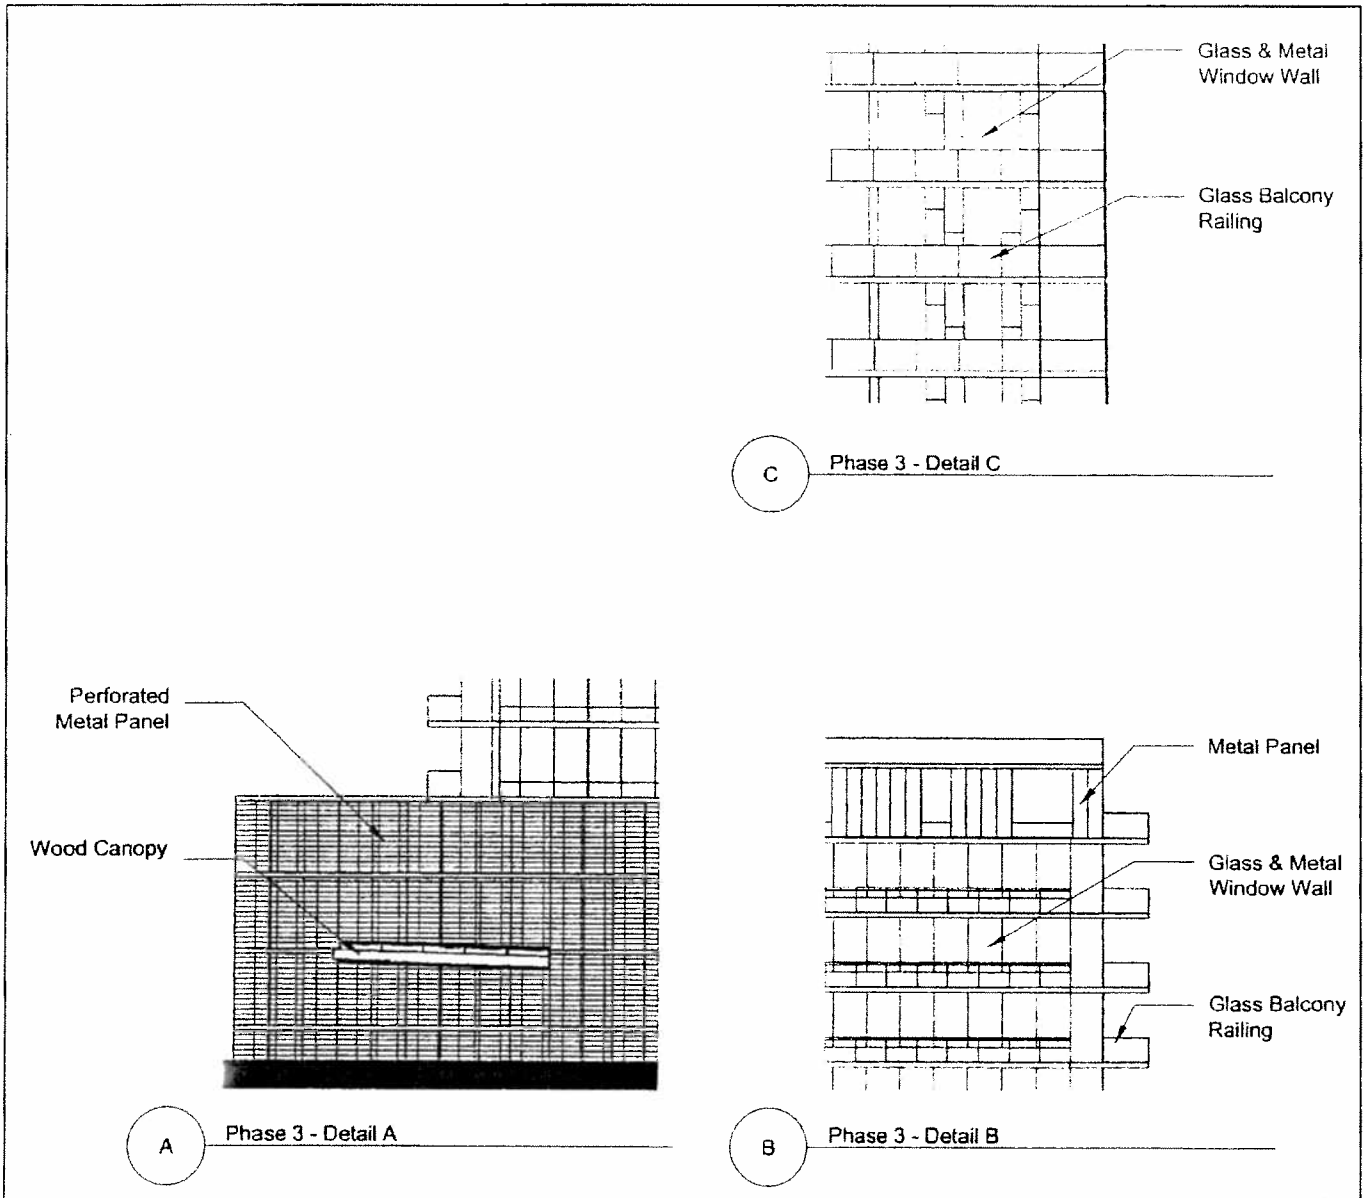 Glass & Metal
Window Wall
Glass Balcony
Railing
C
Phase 3 - Detail C
Perforated
Metal Panel
Wood Canopy
A
Phase 3 - Detail A
Metal Panel
Glass & Metal
Window Wall
Glass Balcony
Railing
B
Phase 3 - Detail B